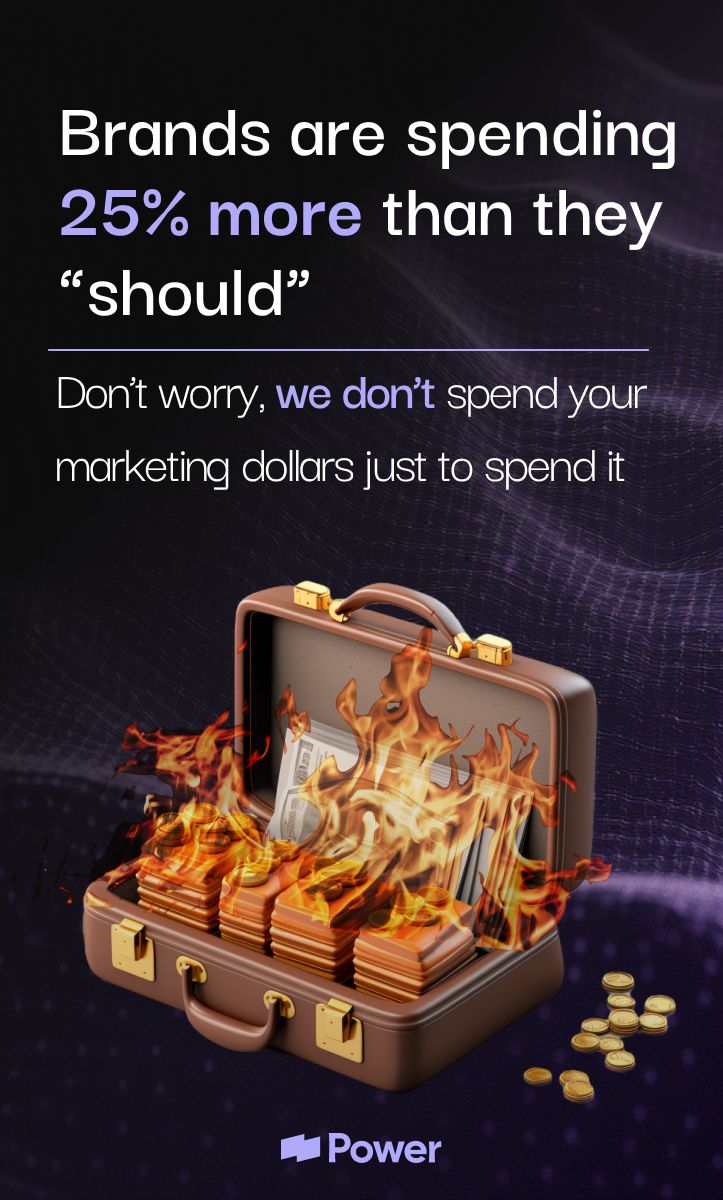 Brands are spending
25% more than they
“should”
Don’t worry, we don’t spend your
marketing dollars just to spend it
Power